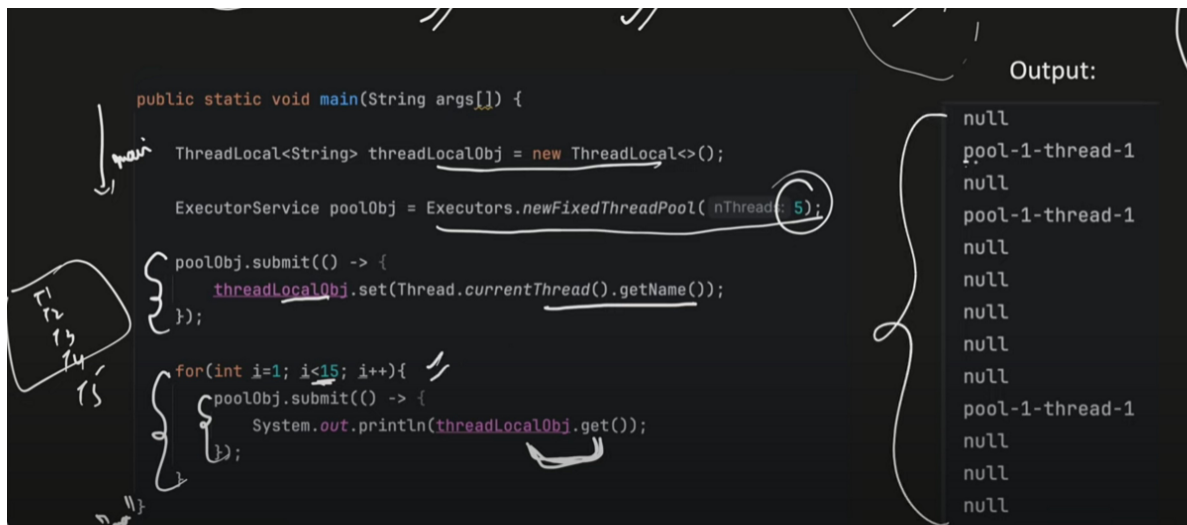 public static void main(String args[]) {
main
ThreadLocal<String> threadLocalObj = new ThreadLocal<>();
ExecutorService poolObj = Executors.newFixedThreadPool( nThreads: 5);
poolObj.submit(() -> {
threadLocalObj.set(Thread.currentThread().getName());
});
T1
T2
T3
T4
T5
for(int i=1; i<15; i++){
poolObj.submit(() -> {
System.out.println(threadLocalObj.get());
});
}
}
Output:
null
pool-1-thread-1
null
pool-1-thread-1
null
null
null
null
null
pool-1-thread-1
null
null
null